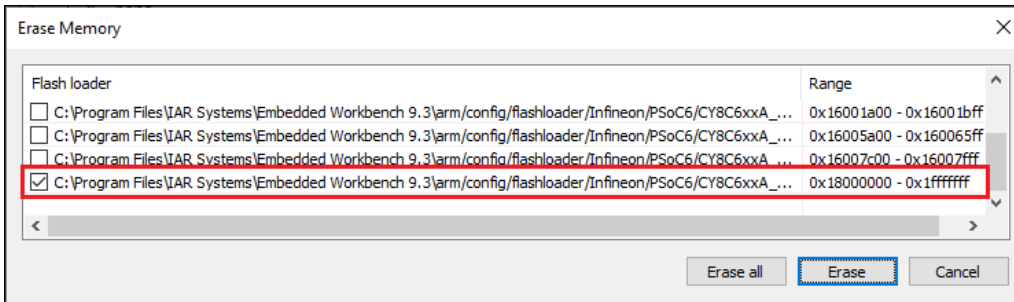 Erase Memory
Flash loader Range
C:\Program Files\IAR Systems\Embedded Workbench 9.3\arm/config/flashloader/Infineon/PSoC6/CY8C6xxA_... 0x16001a00 - 0x16001bff
C:\Program Files\IAR Systems\Embedded Workbench 9.3\arm/config/flashloader/Infineon/PSoC6/CY8C6xxA_... 0x16005a00 - 0x160065ff
C:\Program Files\IAR Systems\Embedded Workbench 9.3\arm/config/flashloader/Infineon/PSoC6/CY8C6xxA_... 0x16007c00 - 0x16007fff
C:\Program Files\IAR Systems\Embedded Workbench 9.3\arm/config/flashloader/Infineon/PSoC6/CY8C6xxA_... 0x18000000 - 0x1fffffff
Erase all Erase Cancel